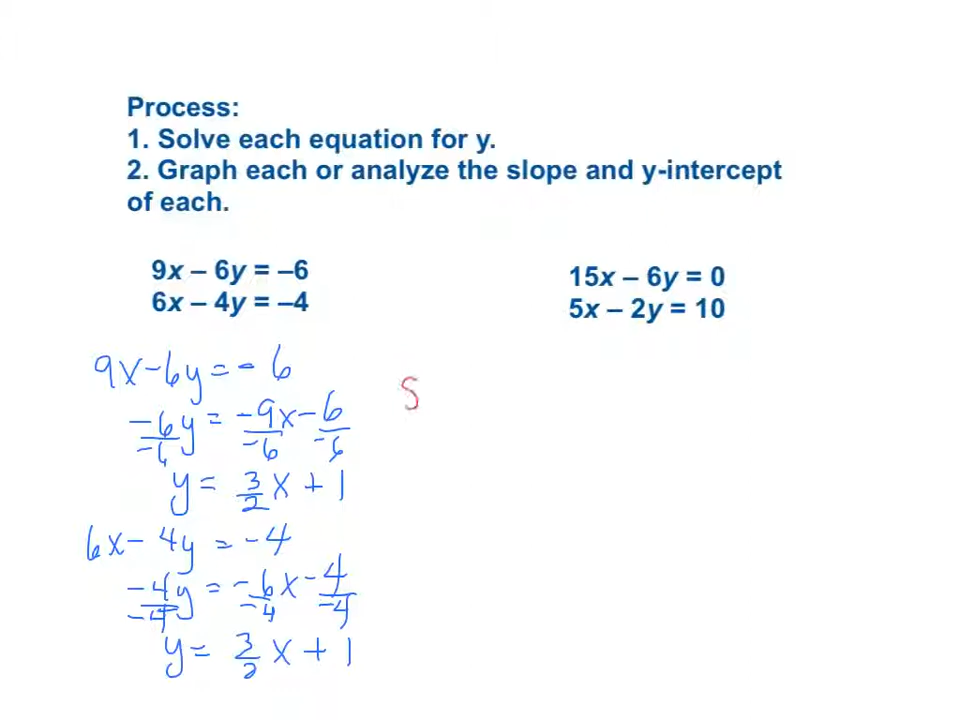 Process:
1. Solve each equation for y.
2. Graph each or analyze the slope and y-intercept
of each.
9x – 6y = –6
6x – 4y = –4
15x – 6y = 0
5x – 2y = 10
9x-6y = - 6
-6y/-6 = -9x/-6 - 6/-6
y = 3/2 x + 1
6x - 4y = -4
-4y/-4 = -6x/-4 - 4/-4
y = 3/2 x + 1
S